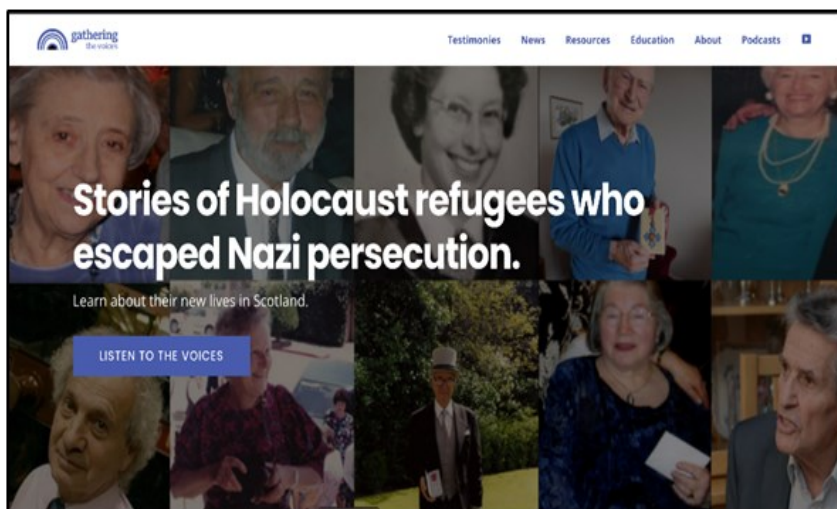 gathering
the voices
Testimonies News Resources Education About Podcasts
Stories of Holocaust refugees who
escaped Nazi persecution.
Learn about their new lives in Scotland.
LISTEN TO THE VOICES